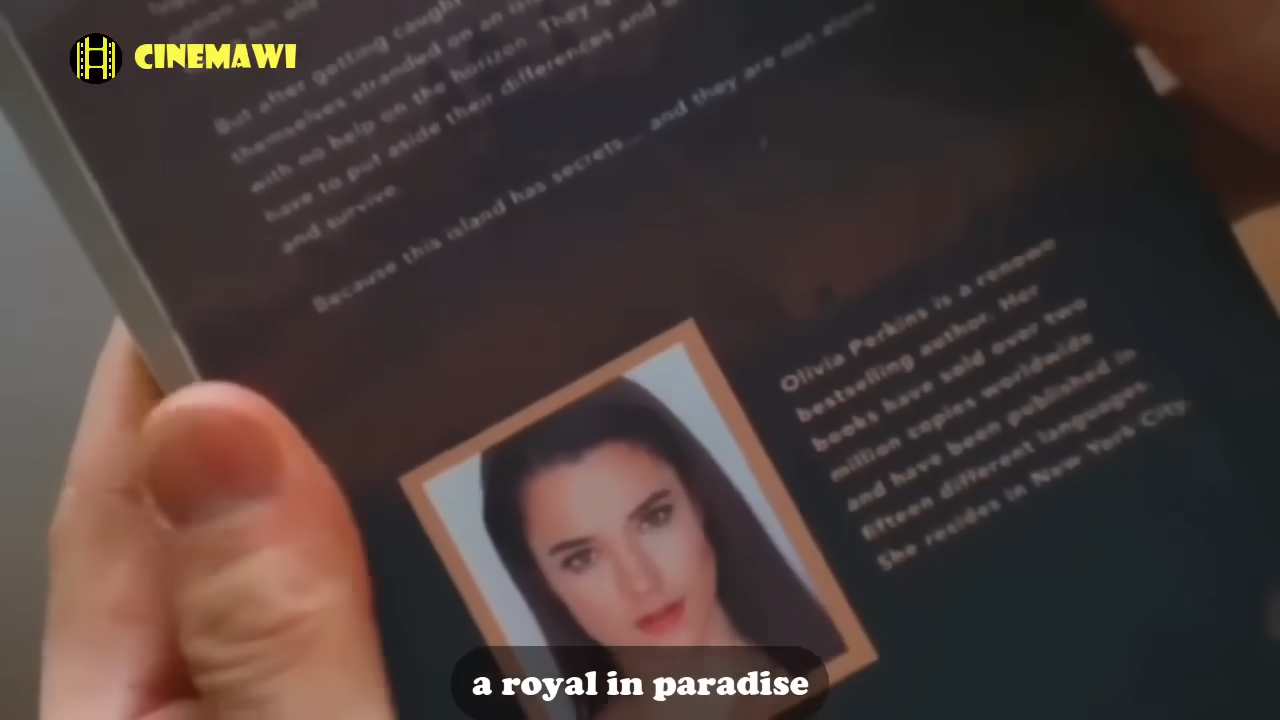 CINEMAWI
But after getting caught
themselves stranded on an
with no help on the horizon. They
have to put aside their differences and
and survive.
Because this island has secrets... and they are not alone
Olivia Perkins is a renown
bestselling author. Her
books have sold over two
million copies worldwide
and have been published in
fifteen different languages.
She resides in New York City.
a royal in paradise